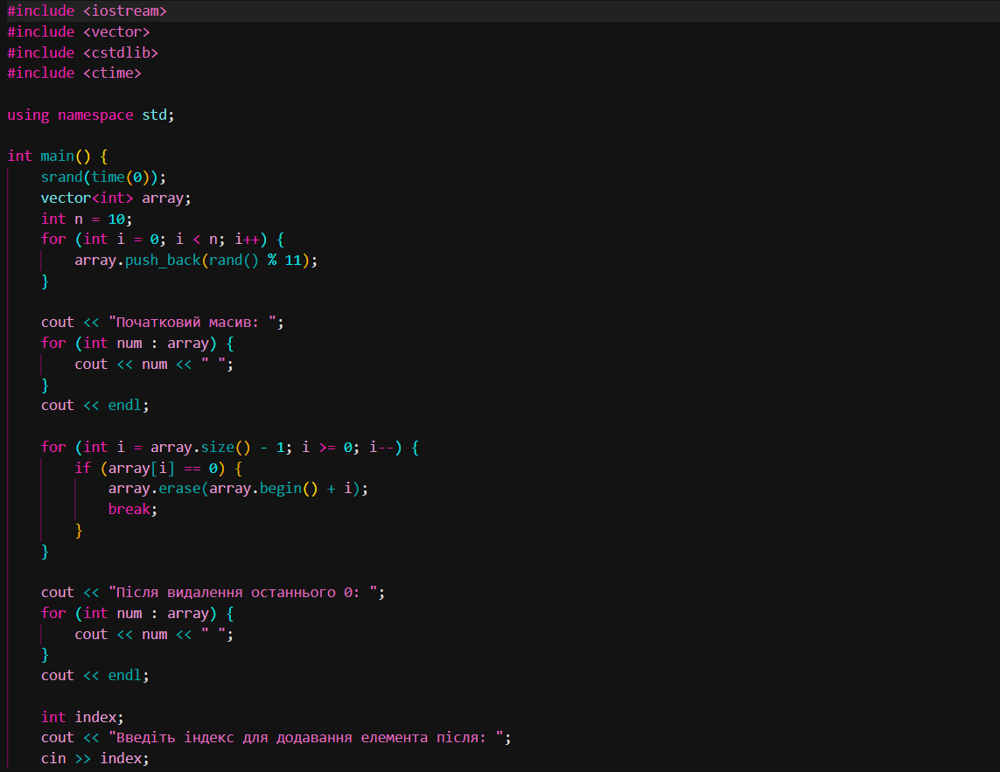 #include <iostream>
#include <vector>
#include <cstdlib>
#include <ctime>
using namespace std;
int main() {
    srand(time(0));
    vector<int> array;
    int n = 10;
    for (int i = 0; i < n; i++) {
        array.push_back(rand() % 11);
    }
    cout << "Початковий масив: ";
    for (int num : array) {
        cout << num << " ";
    }
    cout << endl;
    for (int i = array.size() - 1; i >= 0; i--) {
        if (array[i] == 0) {
            array.erase(array.begin() + i);
            break;
        }
    }
    cout << "Після видалення останнього 0: ";
    for (int num : array) {
        cout << num << " ";
    }
    cout << endl;
    int index;
    cout << "Введіть індекс для додавання елемента після: ";
    cin >> index;